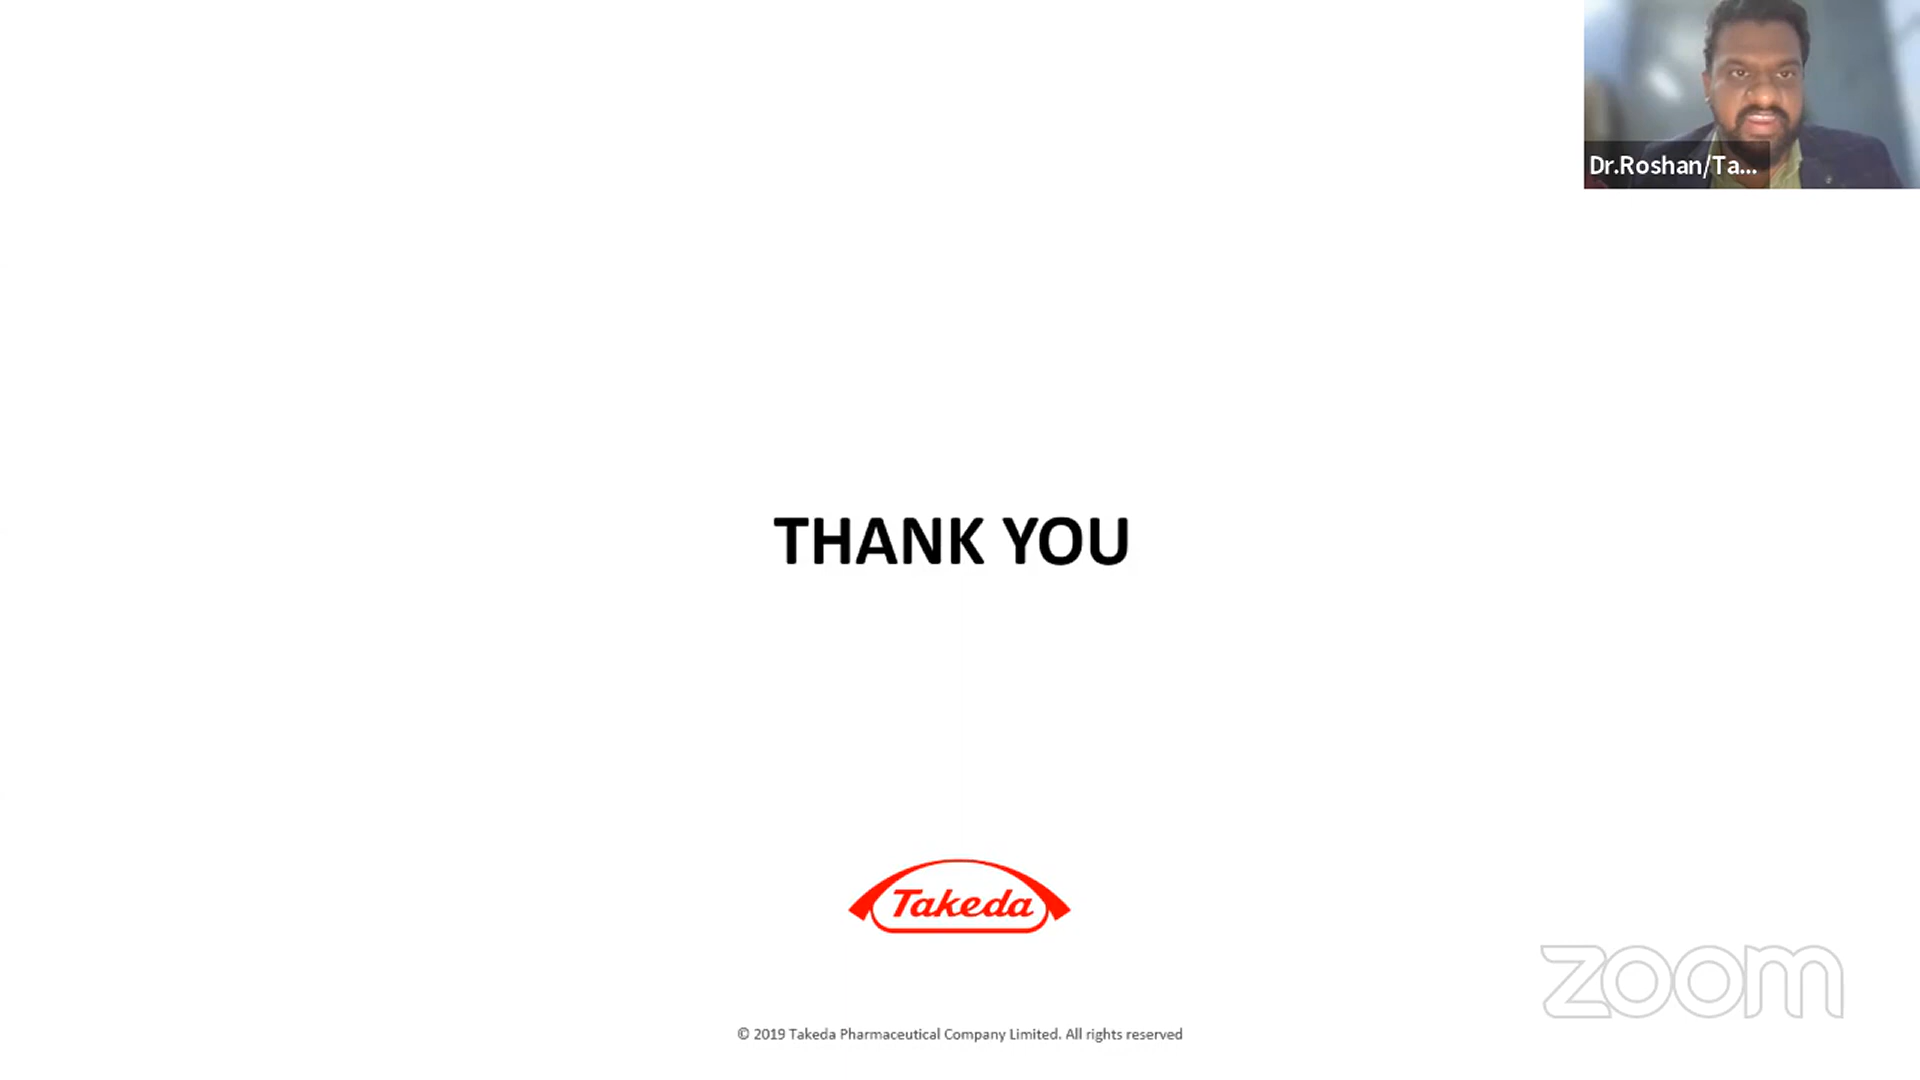 Dr.Roshan/Ta...
THANK YOU
Takeda
zoom
© 2019 Takeda Pharmaceutical Company Limited. All rights reserved